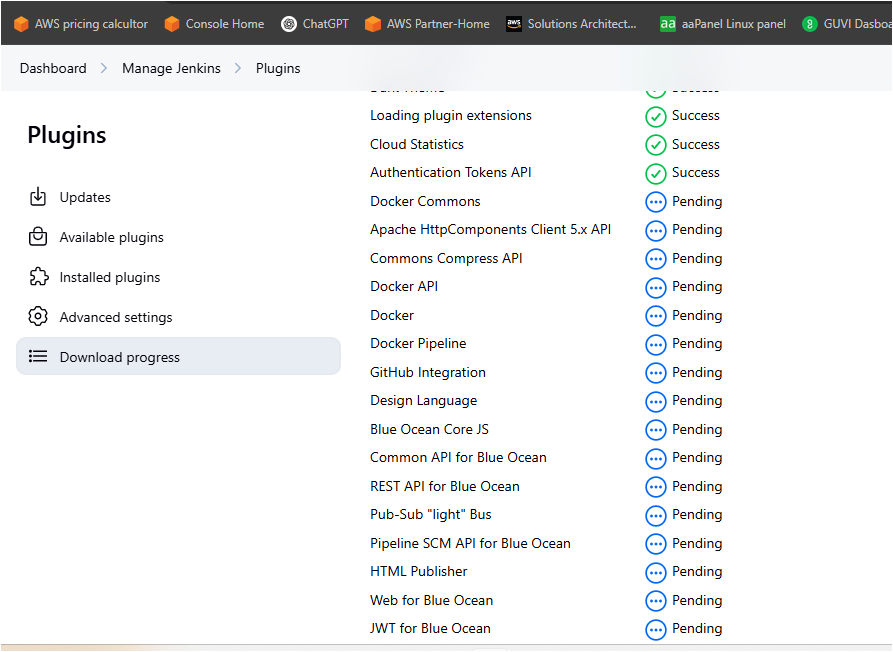 AWS pricing calcultor Console Home ChatGPT AWS Partner-Home aws Solutions Architect... aa aaPanel Linux panel GUVI Dasboa
Dashboard Manage Jenkins Plugins
Plugins
Updates
Available plugins
Installed plugins
Advanced settings
Download progress
Loading plugin extensions Success
Cloud Statistics Success
Authentication Tokens API Success
Docker Commons Pending
Apache HttpComponents Client 5.x API Pending
Commons Compress API Pending
Docker API Pending
Docker Pending
Docker Pipeline Pending
GitHub Integration Pending
Design Language Pending
Blue Ocean Core JS Pending
Common API for Blue Ocean Pending
REST API for Blue Ocean Pending
Pub-Sub "light" Bus Pending
Pipeline SCM API for Blue Ocean Pending
HTML Publisher Pending
Web for Blue Ocean Pending
JWT for Blue Ocean Pending